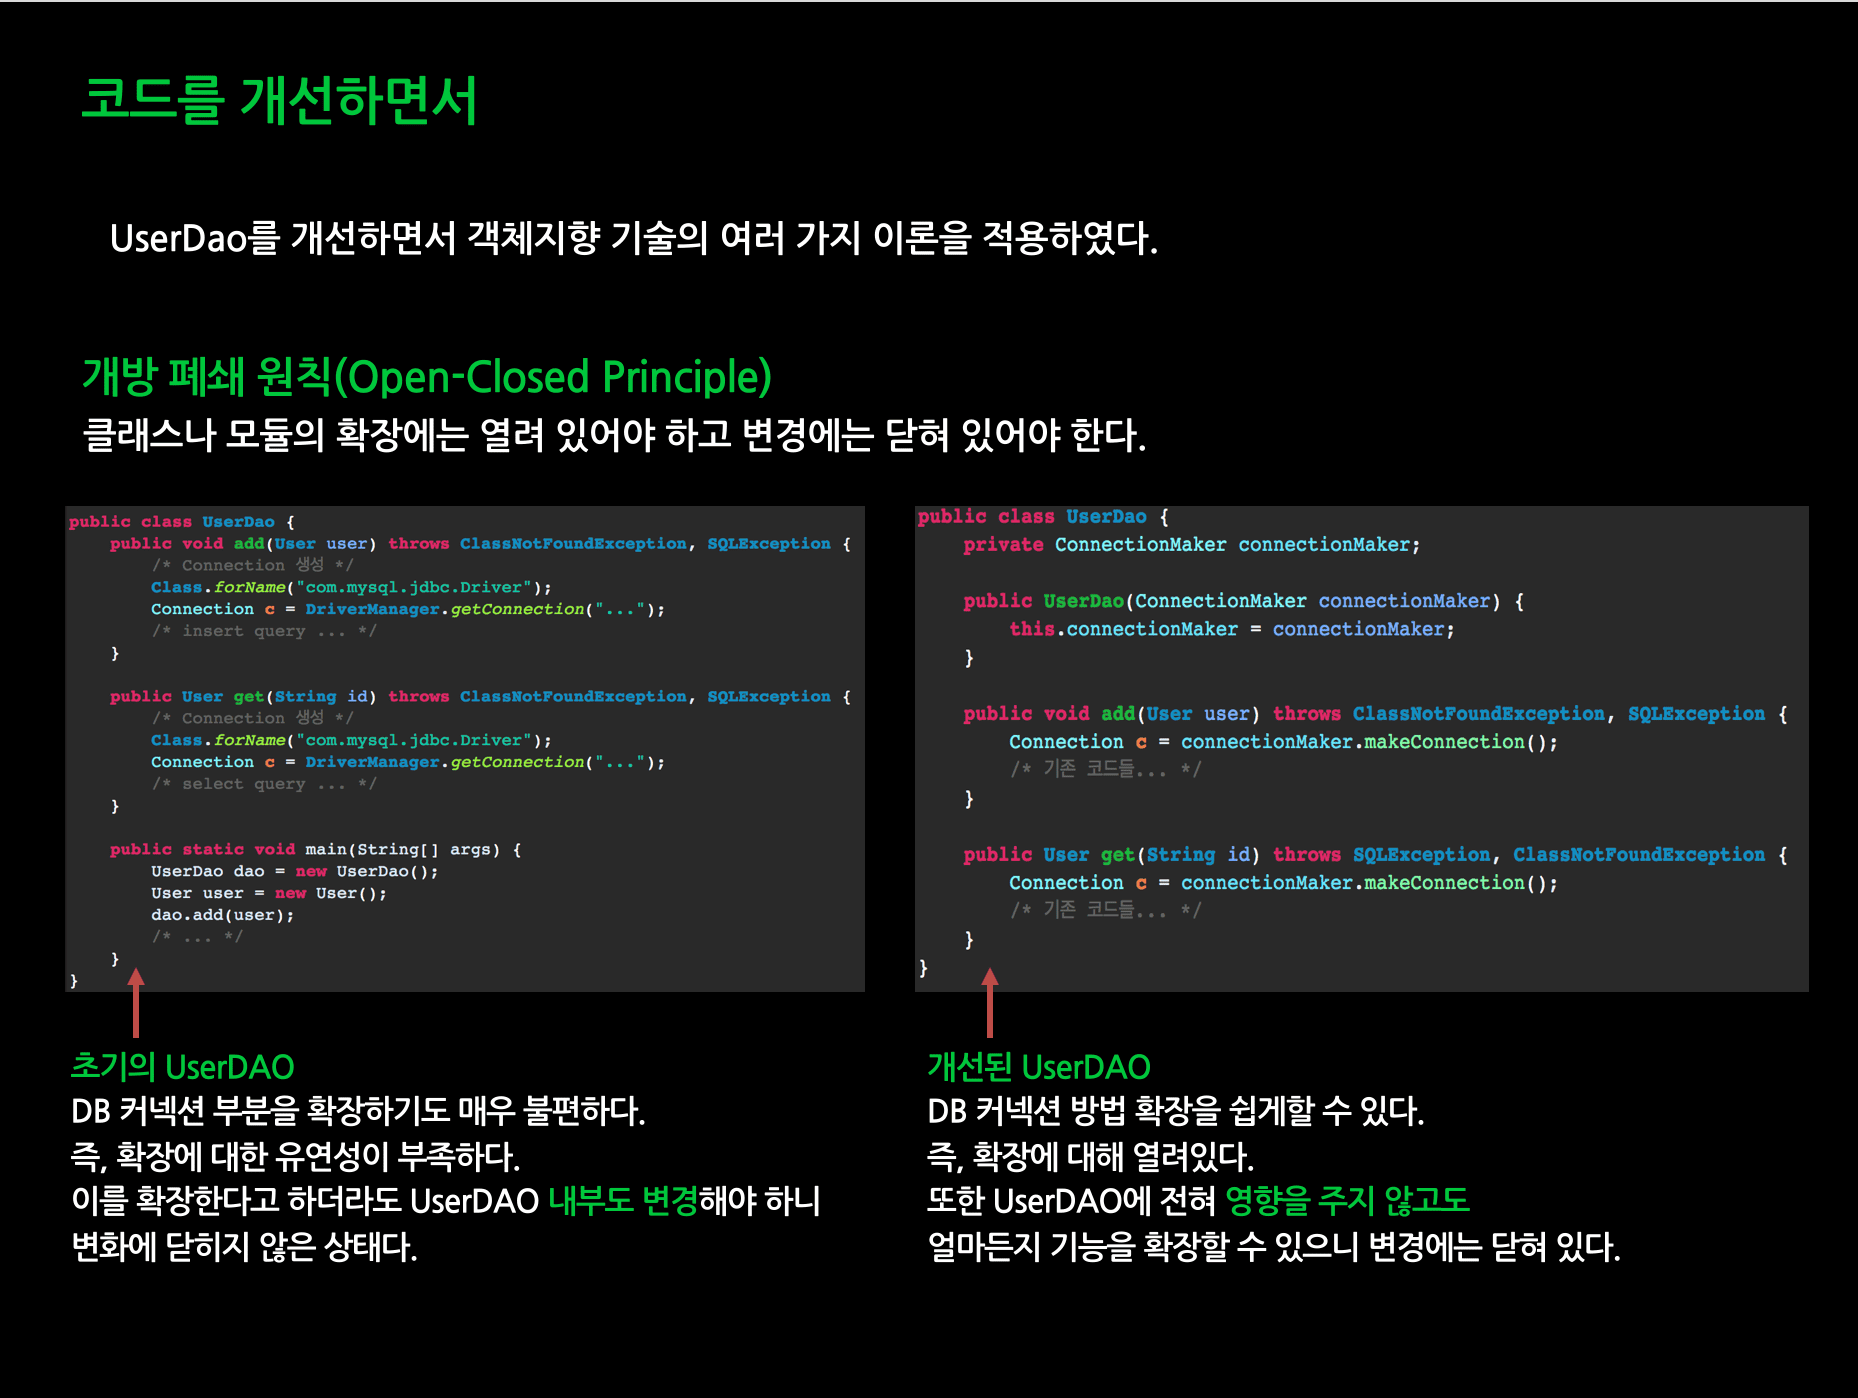 코드를 개선하면서
UserDao를 개선하면서 객체지향 기술의 여러 가지 이론을 적용하였다.
개방 폐쇄 원칙(Open-Closed Principle)
클래스나 모듈의 확장에는 열려 있어야 하고 변경에는 닫혀 있어야 한다.
public class UserDao {
    public void add(User user) throws ClassNotFoundException, SQLException {
        /* Connection 생성 */
        Class.forName("com.mysql.jdbc.Driver");
        Connection c = DriverManager.getConnection("...");
        /* insert query ... */
    }
    public User get(String id) throws ClassNotFoundException, SQLException {
        /* Connection 생성 */
        Class.forName("com.mysql.jdbc.Driver");
        Connection c = DriverManager.getConnection("...");
        /* select query ... */
    }
    public static void main(String[] args) {
        UserDao dao = new UserDao();
        User user = new User();
        dao.add(user);
        /* ... */
    }
}
초기의 UserDAO
DB 커넥션 부분을 확장하기도 매우 불편하다.
즉, 확장에 대한 유연성이 부족하다.
이를 확장한다고 하더라도 UserDAO 내부도 변경해야 하니
변화에 닫히지 않은 상태다.
public class UserDao {
    private ConnectionMaker connectionMaker;
    public UserDao(ConnectionMaker connectionMaker) {
        this.connectionMaker = connectionMaker;
    }
    public void add(User user) throws ClassNotFoundException, SQLException {
        Connection c = connectionMaker.makeConnection();
        /* 기존 코드들... */
    }
    public User get(String id) throws SQLException, ClassNotFoundException {
        Connection c = connectionMaker.makeConnection();
        /* 기존 코드들... */
    }
}
개선된 UserDAO
DB 커넥션 방법 확장을 쉽게할 수 있다.
즉, 확장에 대해 열려있다.
또한 UserDAO에 전혀 영향을 주지 않고도
얼마든지 기능을 확장할 수 있으니 변경에는 닫혀 있다.